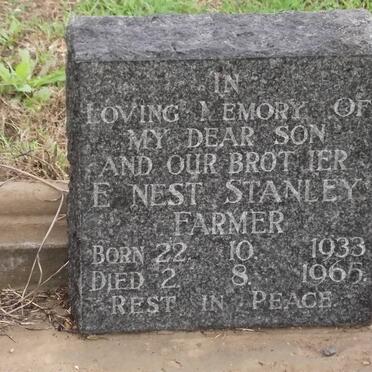 IN
LOVING MEMORY OF
MY DEAR SON
AND OUR BROT IER
E NEST STANLEY
FARMER
BORN 22. 10. 1933
DIED 2. 8. 1965
REST IN PEACE